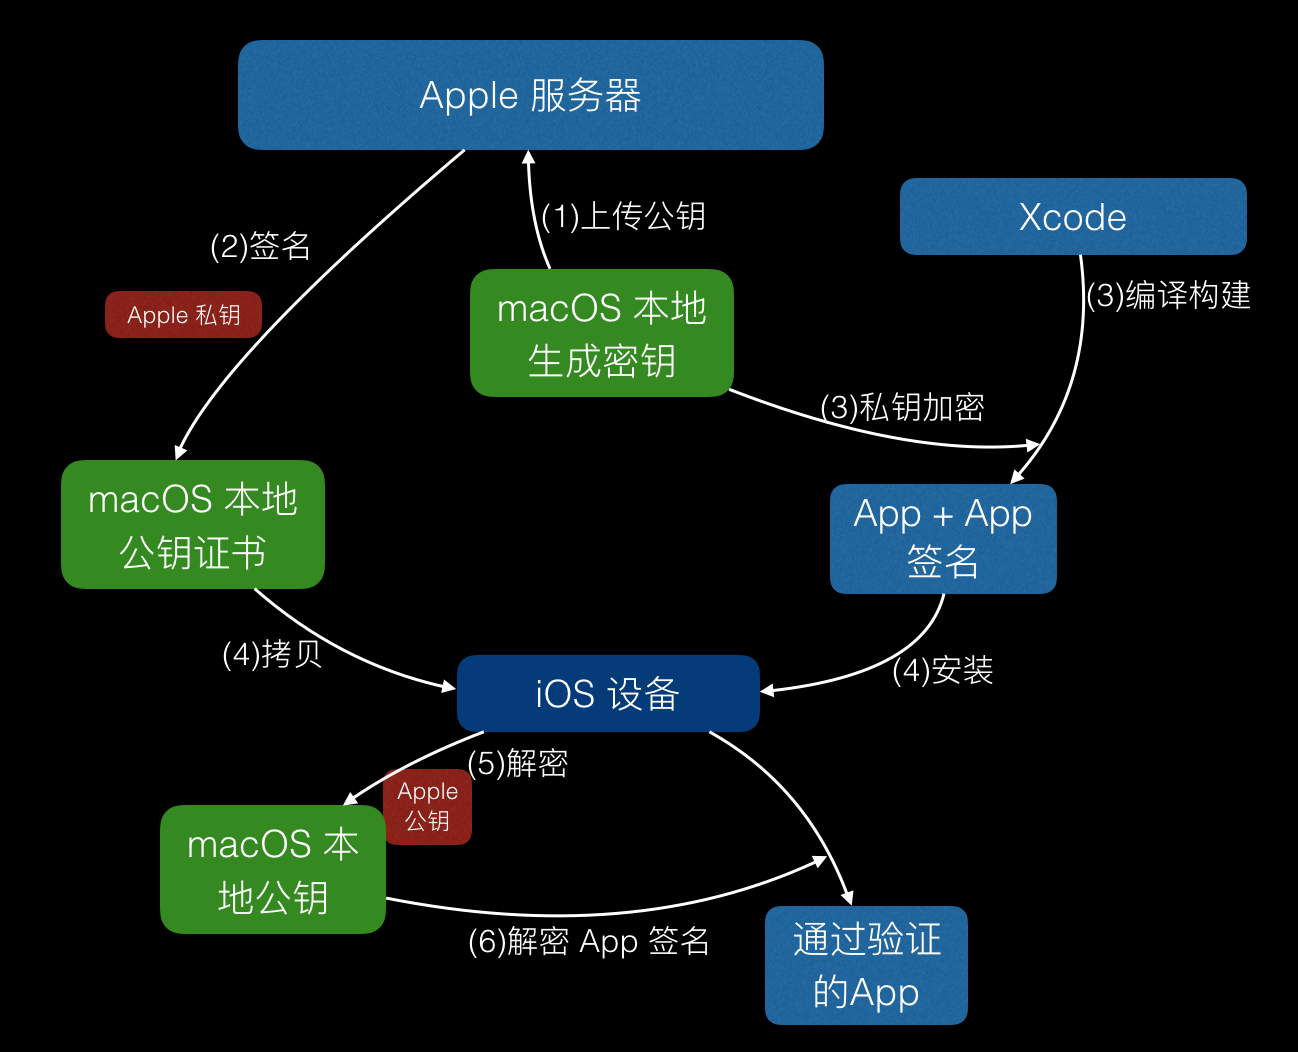 Apple 服务器
(1)上传公钥
Xcode
(2)签名
Apple 私钥
macOS 本地
生成密钥
(3)编译构建
(3)私钥加密
macOS 本地
公钥证书
App + App
签名
(4)拷贝
iOS 设备
(4)安装
(5)解密
Apple
公钥
macOS 本
地公钥
(6)解密 App 签名
通过验证
的App